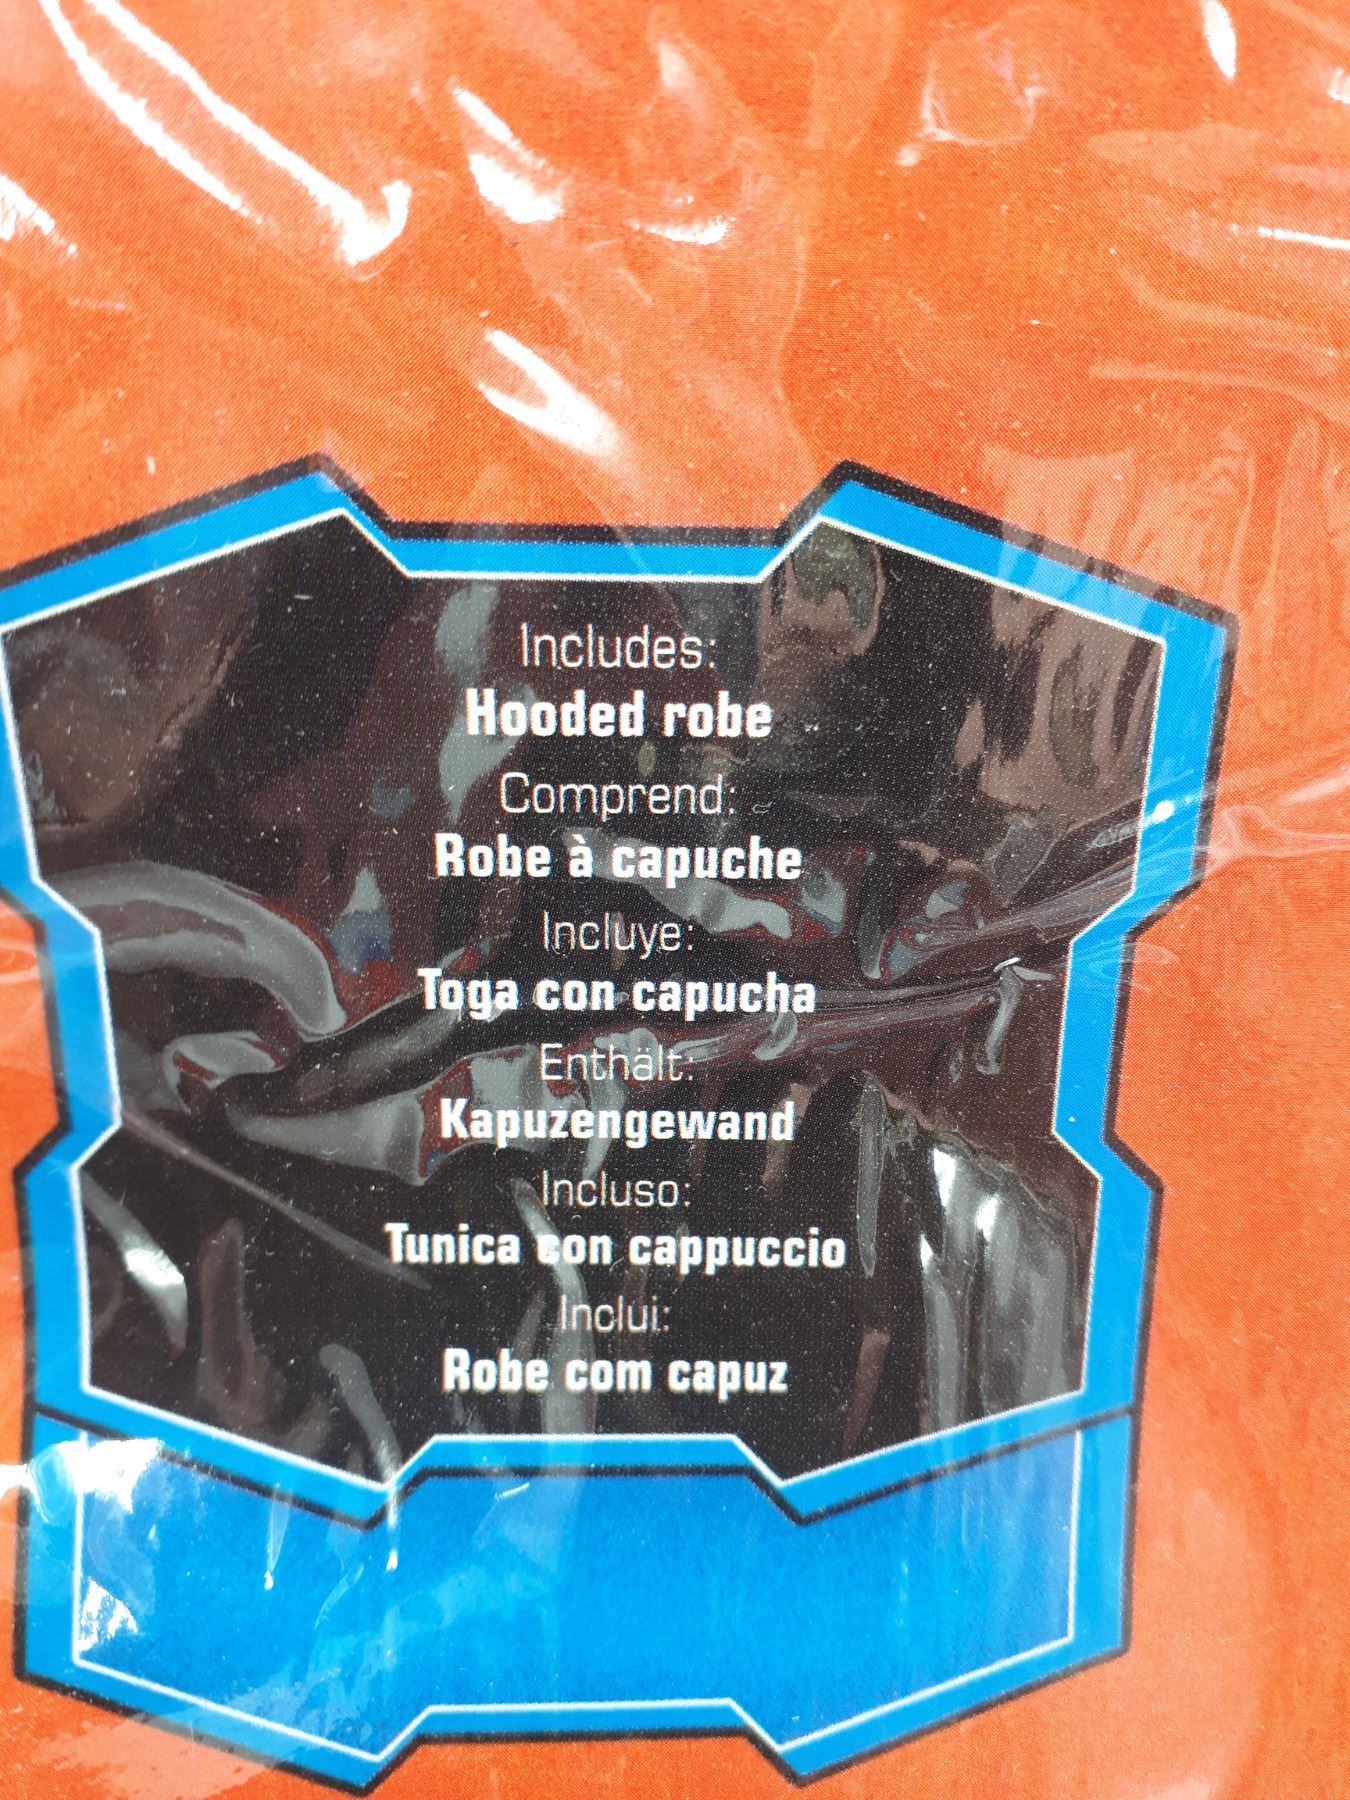 Includes:
Hooded robe
Comprend:
Robe à capuche
Incluye:
Toga con capucha
Enthält:
Kapuzengewand
Incluso:
Tunica con cappuccio
Inclui:
Robe com capuz